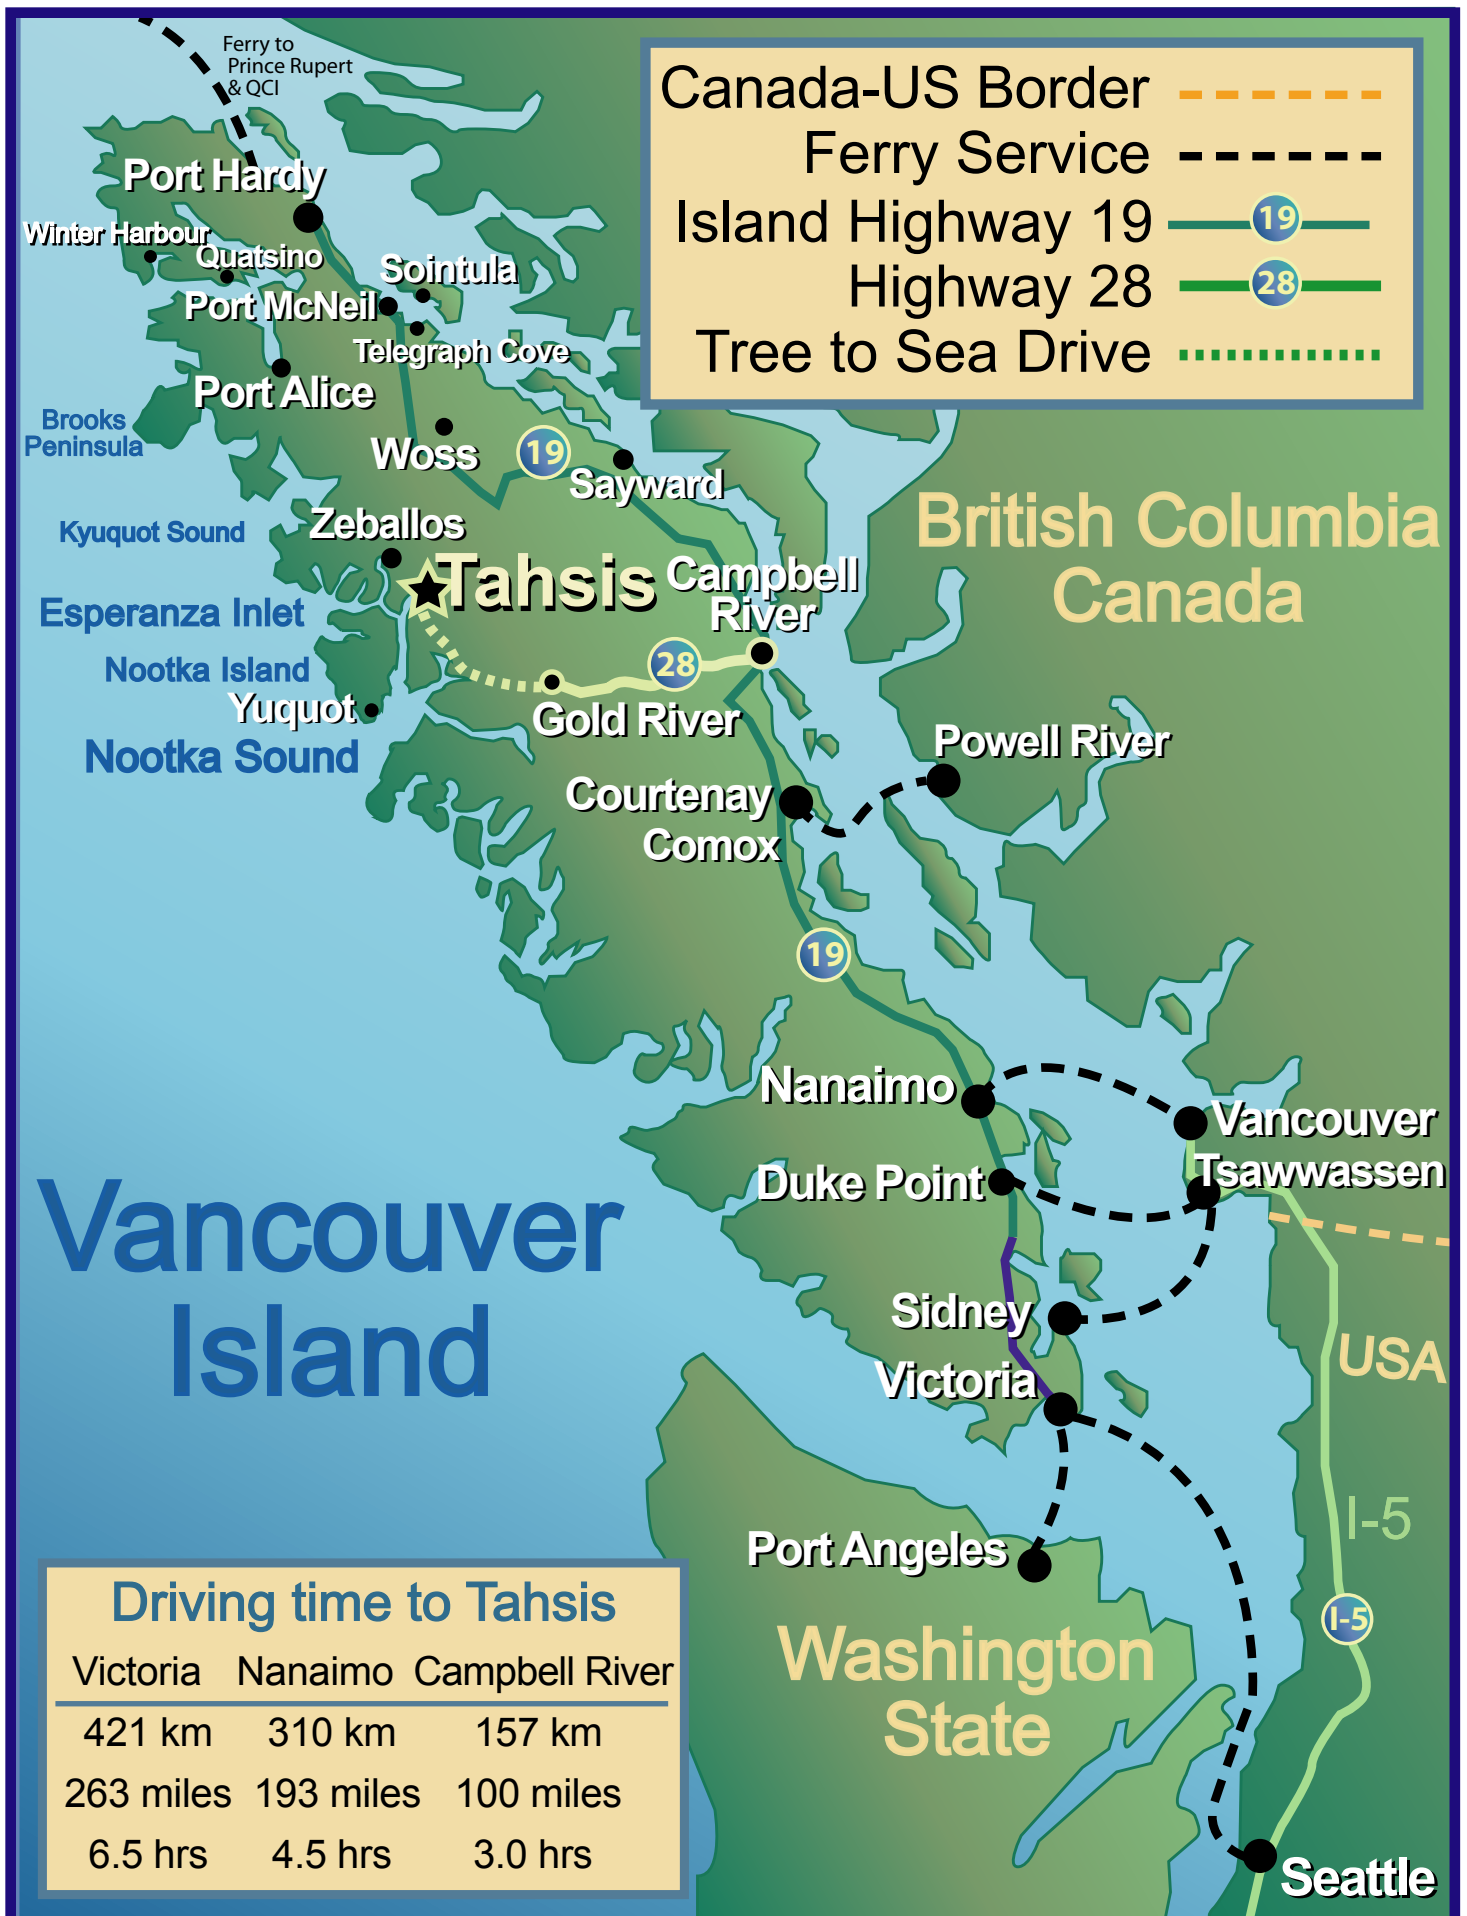 Ferry to
Prince Rupert
& QCI
Canada-US Border
Ferry Service
Island Highway 19
19
Highway 28
28
Tree to Sea Drive
Port Hardy
Winter Harbour
Quatsino
Sointula
Port McNeil
Telegraph Cove
Port Alice
Brooks
Peninsula
Woss
19
Sayward
Kyuquot Sound
Zeballos
British Columbia
Canada
Tahsis
Campbell
River
Esperanza Inlet
Nootka Island
28
Yuquot
Gold River
Nootka Sound
Powell River
Courtenay
Comox
19
Nanaimo
Vancouver
Tsawwassen
Duke Point
Vancouver
Island
Sidney
USA
Victoria
I-5
Port Angeles
I-5
Washington
State
Driving time to Tahsis
Victoria Nanaimo Campbell River
421 km 310 km 157 km
263 miles 193 miles 100 miles
6.5 hrs 4.5 hrs 3.0 hrs
Seattle